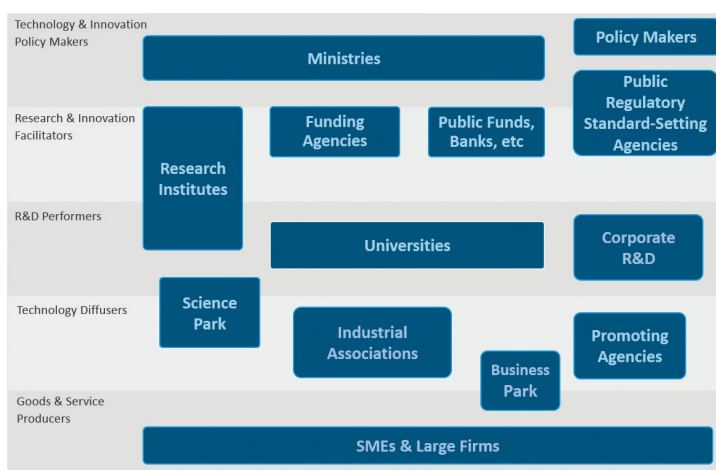 Technology & Innovation
Policy Makers
Ministries
Policy Makers
Public
Regulatory
Standard-Setting
Agencies
Research & Innovation
Facilitators
Research
Institutes
Funding
Agencies
Public Funds,
Banks, etc
R&D Performers
Universities
Corporate
R&D
Technology Diffusers
Science
Park
Industrial
Associations
Business
Park
Promoting
Agencies
Goods & Service
Producers
SMEs & Large Firms